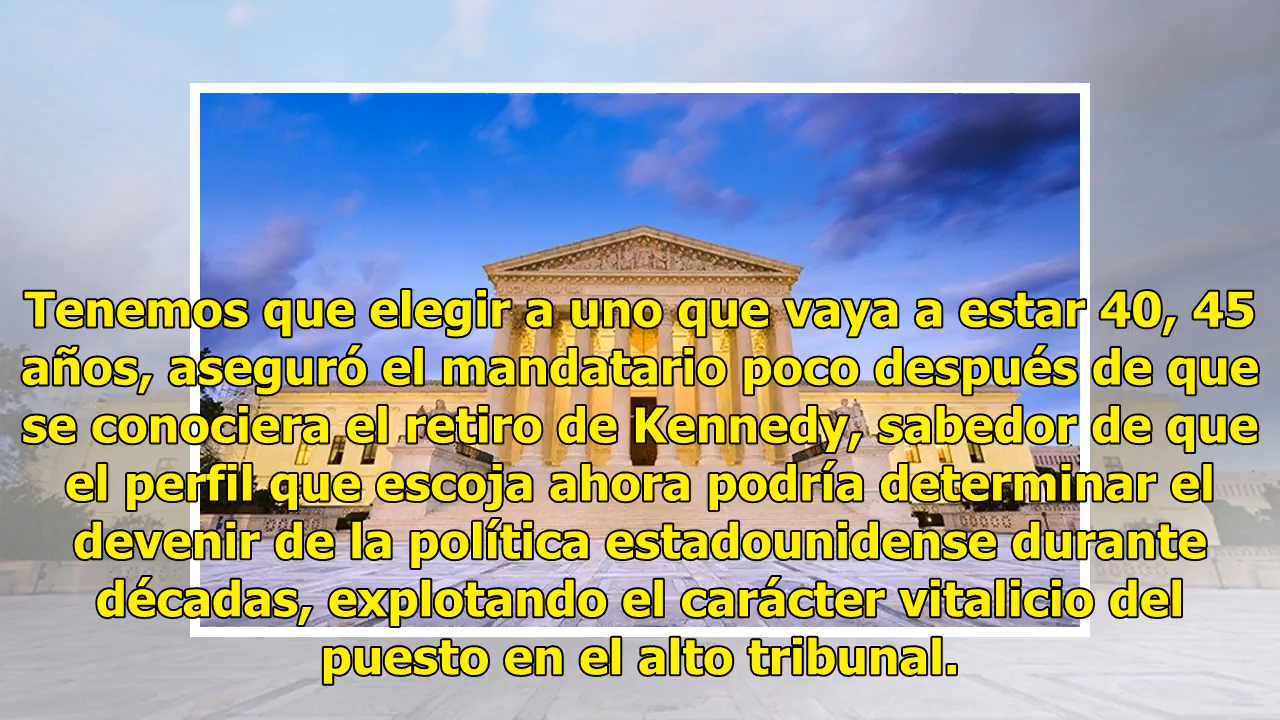 Tenemos que elegir a uno que vaya a estar 40, 45
años, aseguró el mandatario poco después de que
se conociera el retiro de Kennedy, sabedor de que
el perfil que escoja ahora podría determinar el
devenir de la política estadounidense durante
décadas, explotando el carácter vitalicio del
puesto en el alto tribunal.